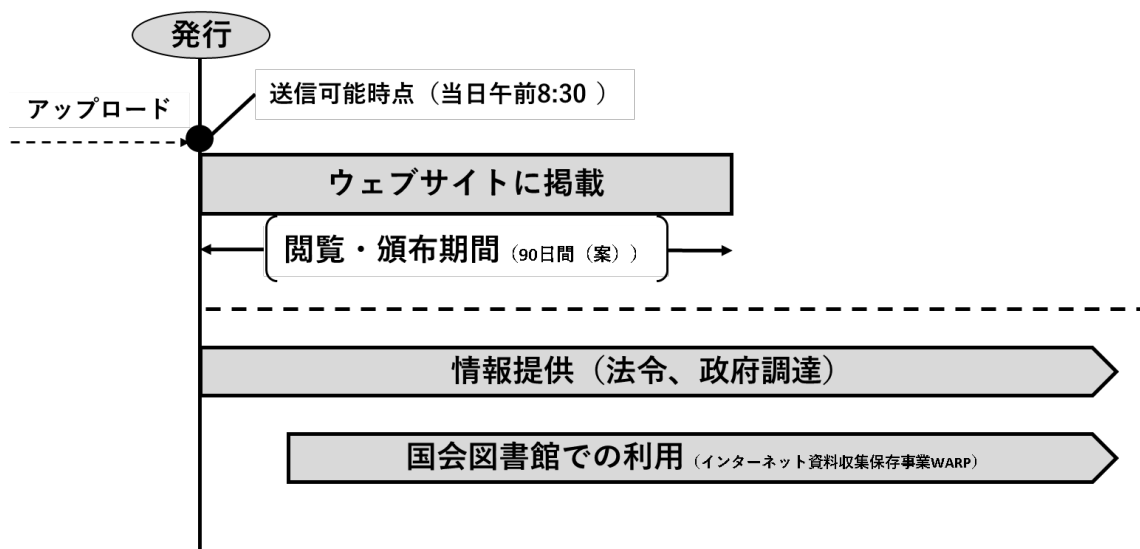 発行
送信可能時点（当日午前8:30 ）
アップロード
ウェブサイトに掲載
閲覧・頒布期間（90日間（案））
情報提供（法令、政府調達）
国会図書館での利用（インターネット資料収集保存事業WARP）